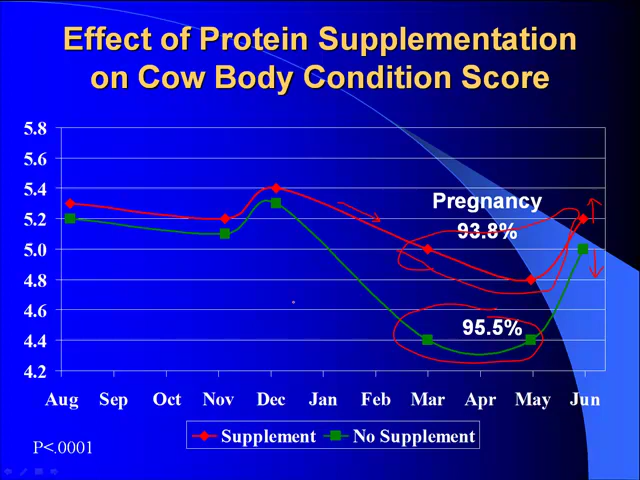 Effect of Protein Supplementation
on Cow Body Condition Score
5.8
5.6
5.4
5.2
5.0
4.8
4.6
4.4
4.2
Pregnancy
93.8%
95.5%
Aug Sep Oct Nov Dec Jan Feb Mar Apr May Jun
Supplement No Supplement
P<.0001